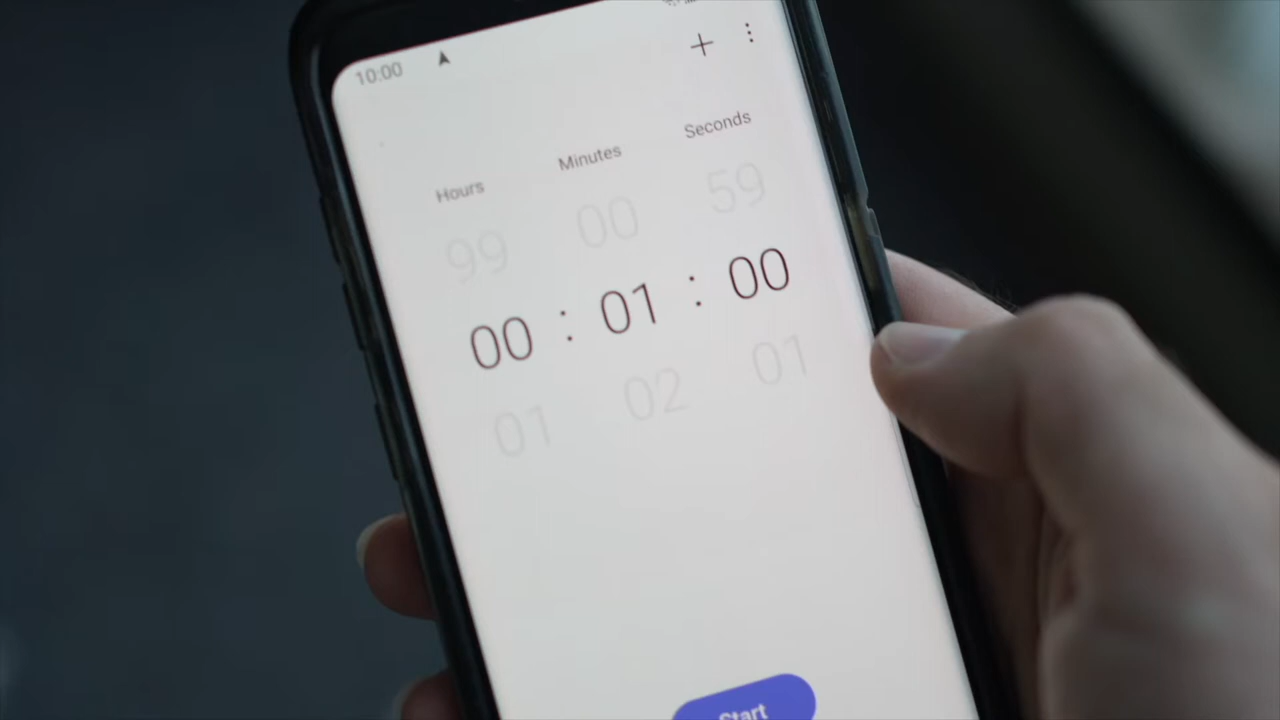 10:00
Hours Minutes Seconds
99 00 59
00 : 01 : 00
01 02 01
Start